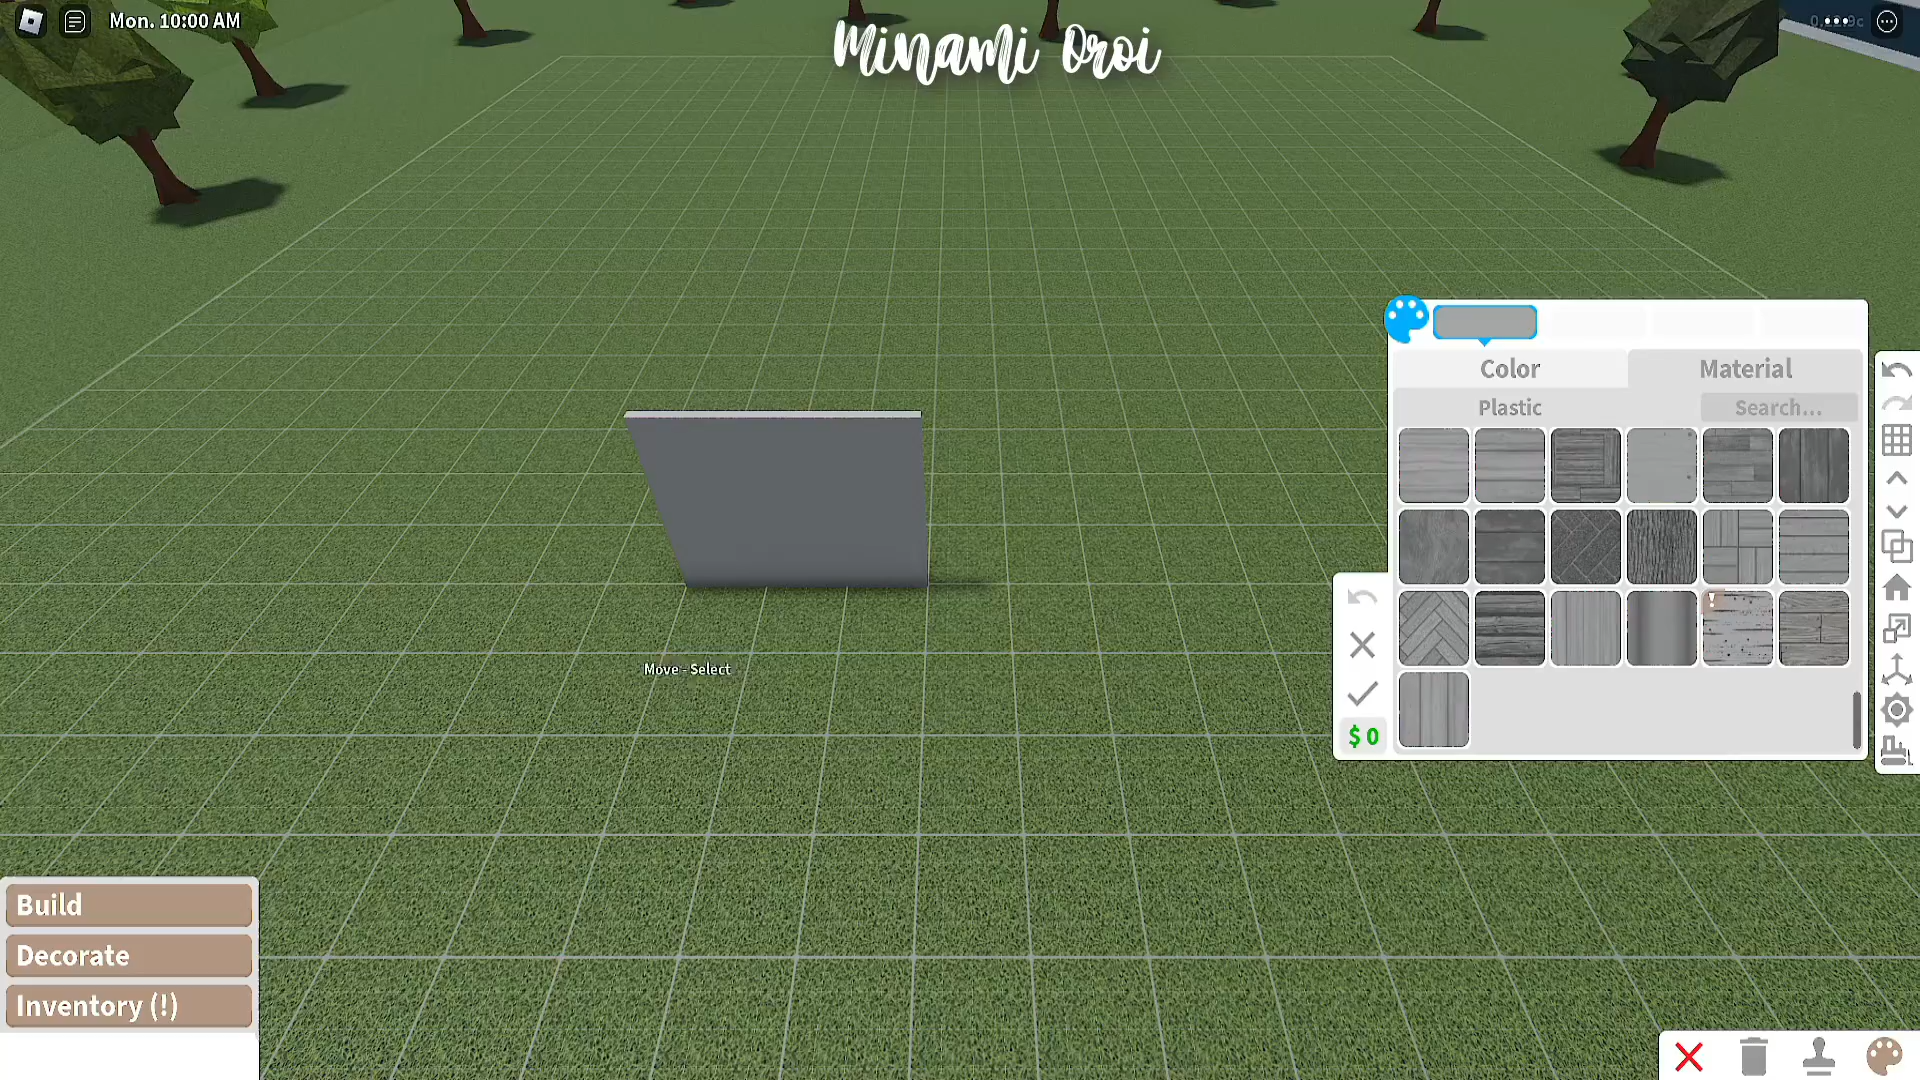 Mon. 10:00 AM
Minami Oroi
Color
Material
Plastic
Search...
!
Move - Select
$ 0
Build
Decorate
Inventory (!)